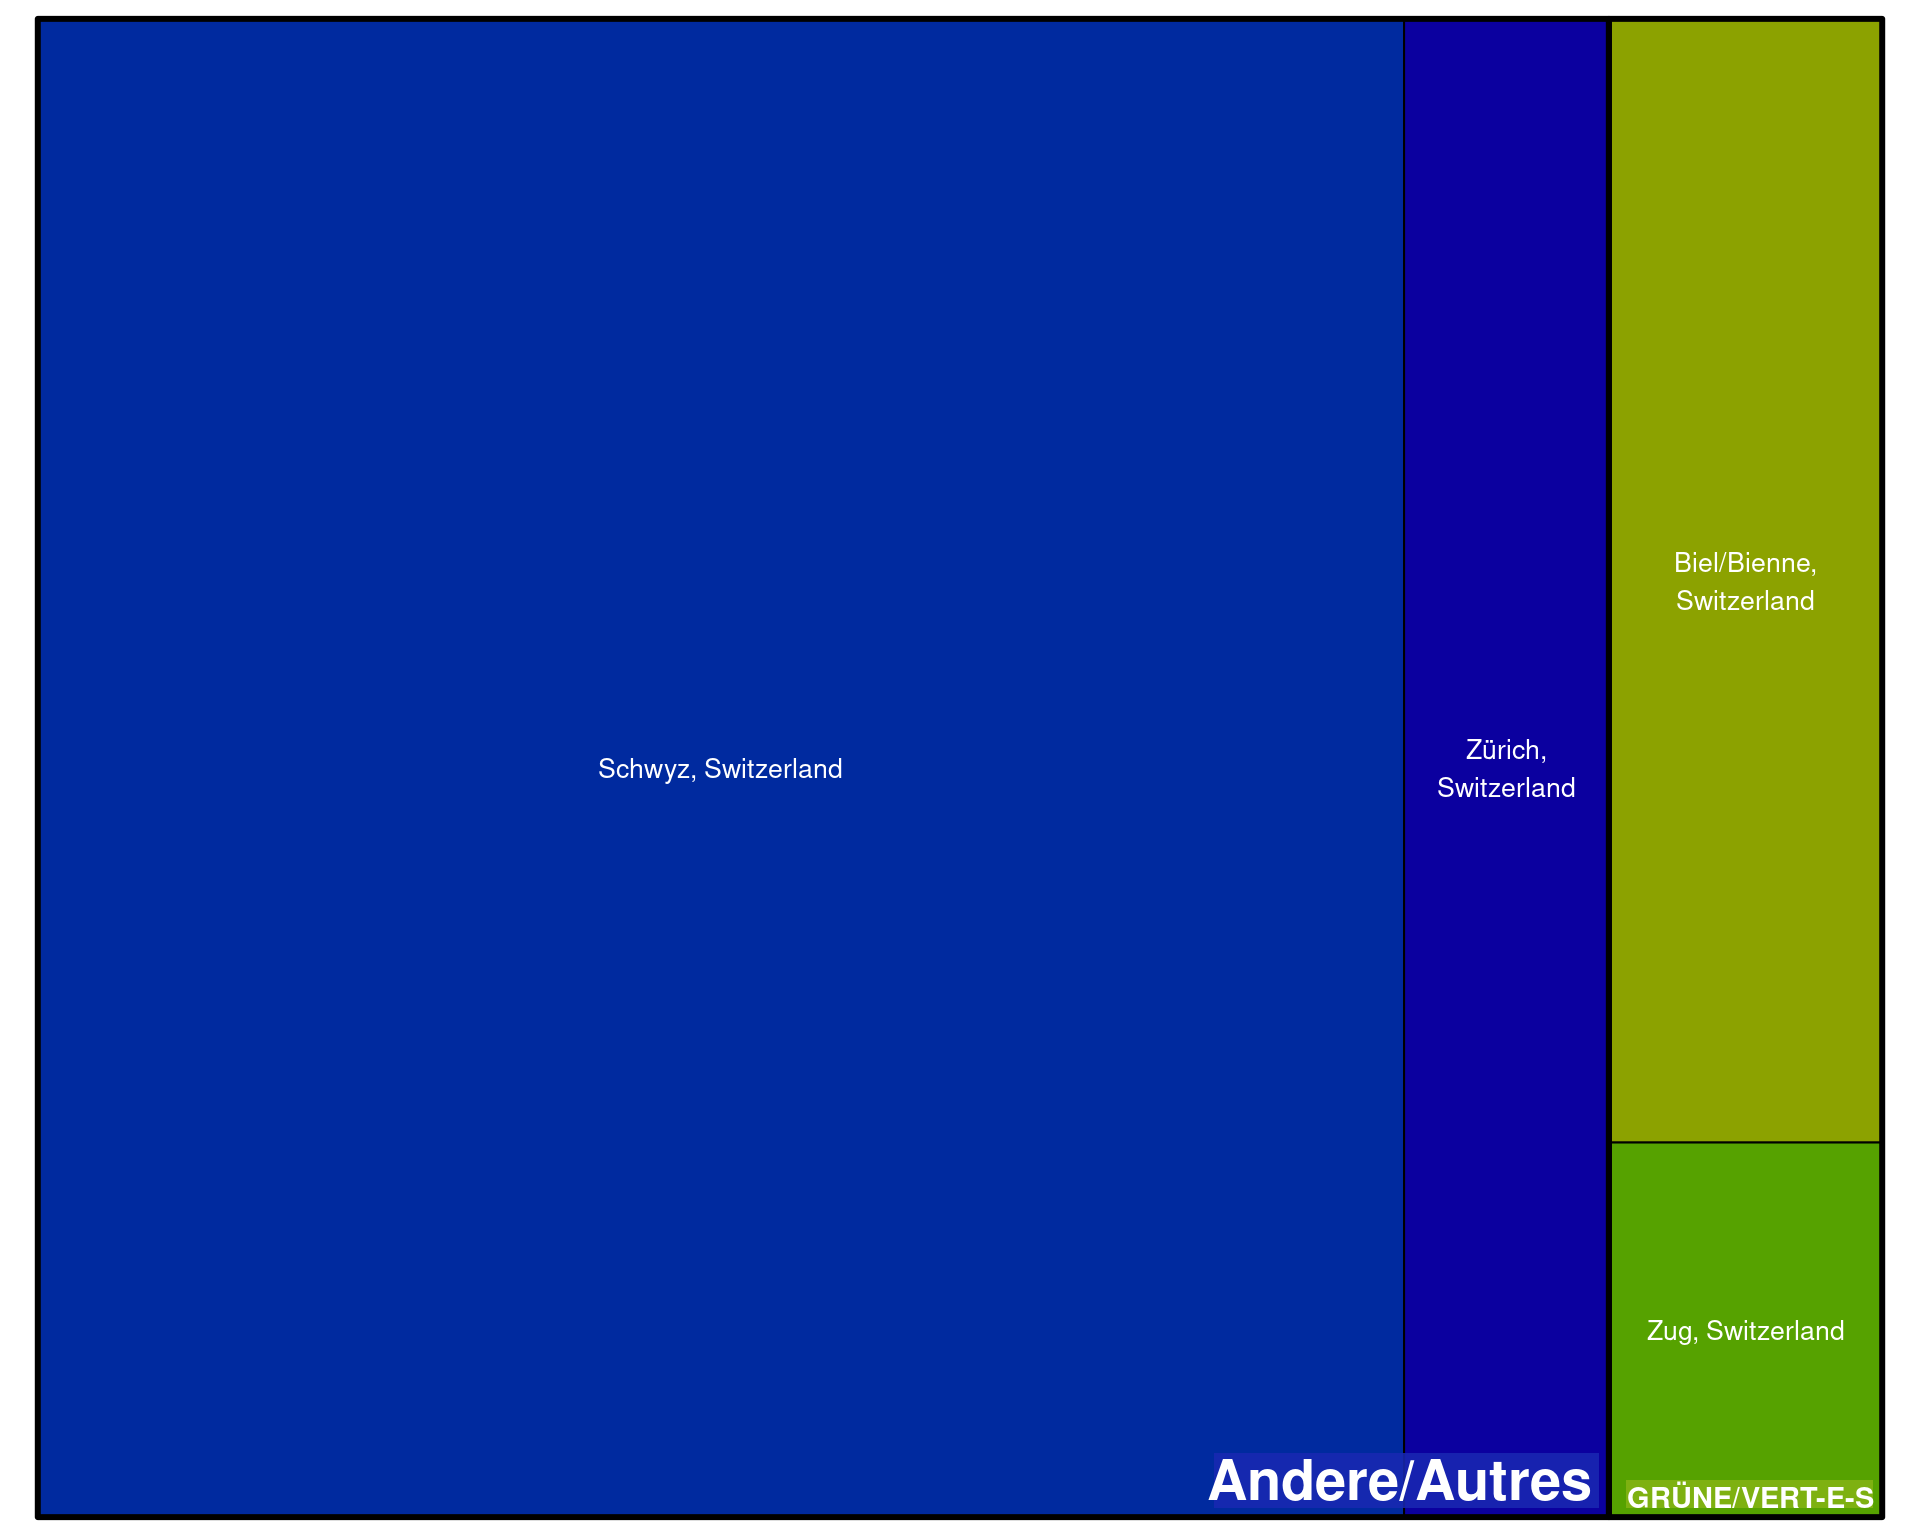 Schwyz, Switzerland
Zürich,
Switzerland
Andere/Autres
Biel/Bienne,
Switzerland
Zug, Switzerland
GRÜNE/VERT-E-S